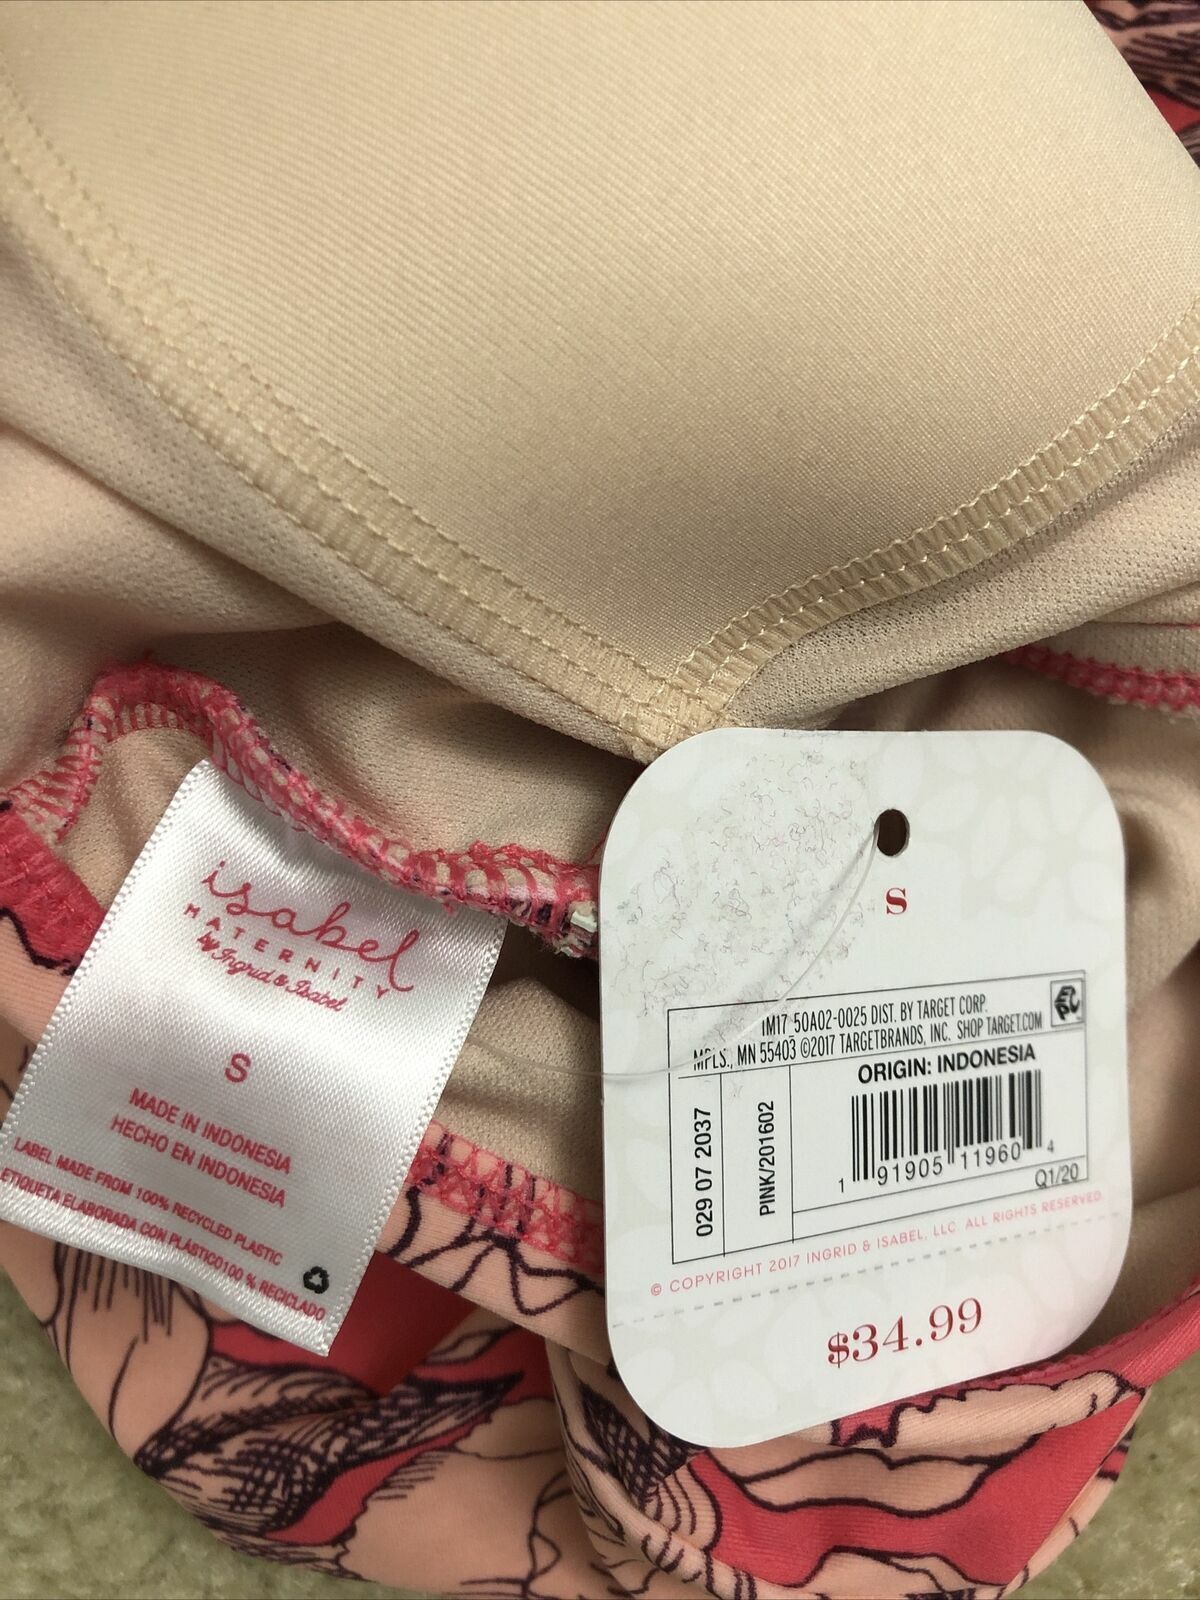 isabel
MATERNITY
by Ingrid & Isabel
S
MADE IN INDONESIA
HECHO EN INDONESIA
LABEL MADE FROM 100% RECYCLED PLASTIC
ETIQUETA ELABORADA CON PLÁSTICO100 % RECICLADO
S
IM17_50A02-0025 DIST. BY TARGET CORP.
MPLS., MN 55403 ©2017 TARGETBRANDS, INC. SHOP TARGET.COM
EPC
ORIGIN: INDONESIA
029 07 2037
PINK/201602
1 91905 11960 4
Q1/20
© COPYRIGHT 2017 INGRID & ISABEL, LLC. ALL RIGHTS RESERVED.
$34.99